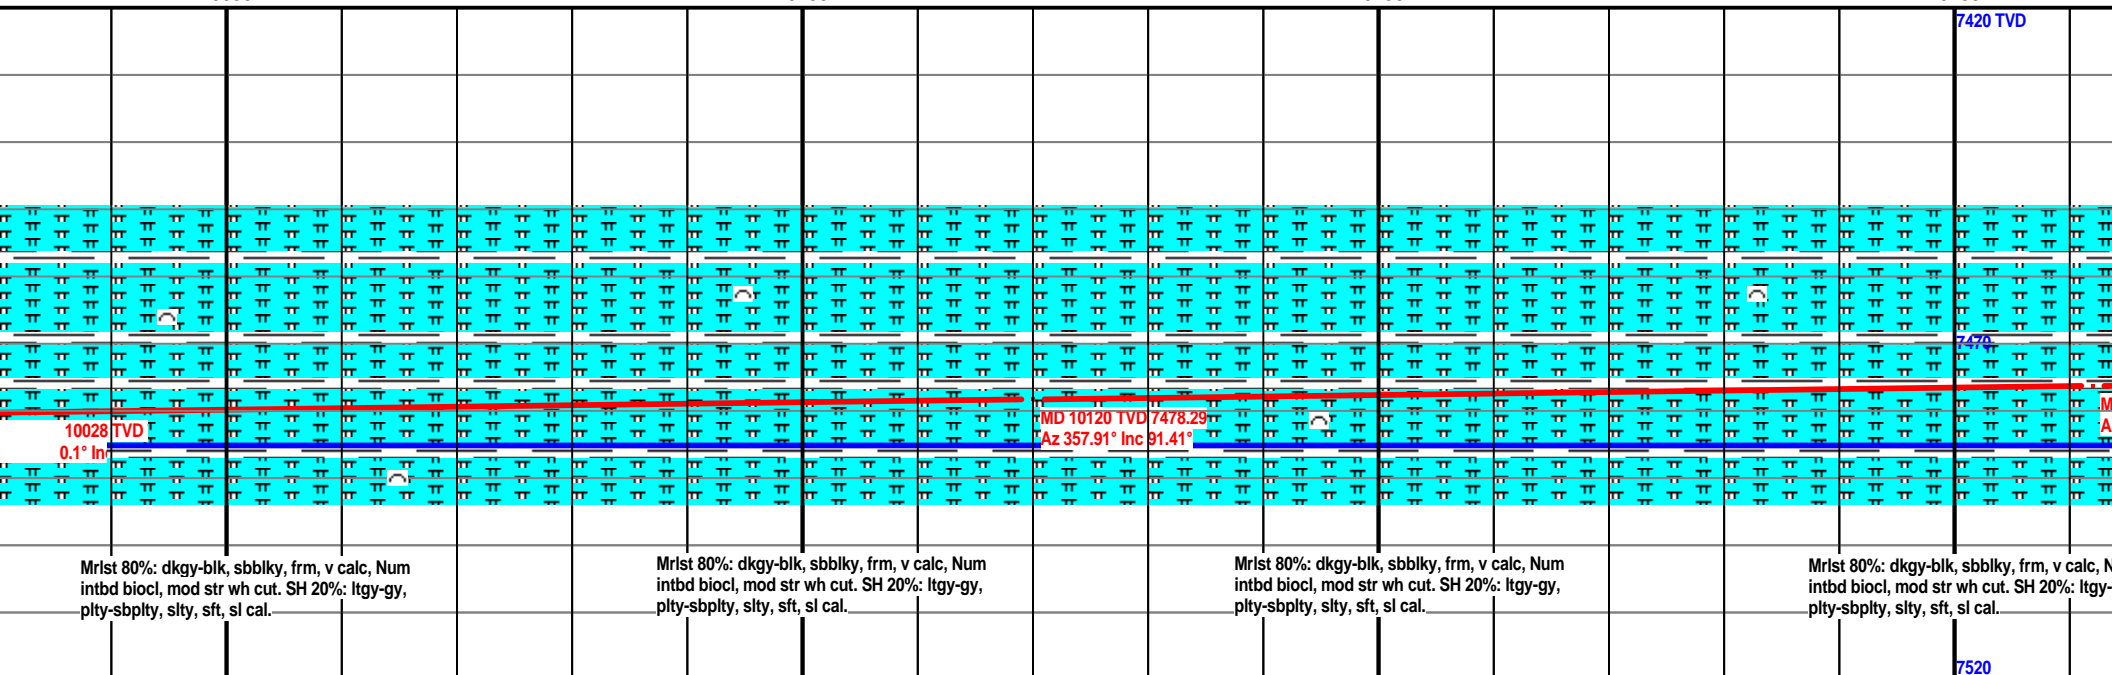 7420 TVD
7470
10028 TVD
0.1° In
MD 10120 TVD 7478.29
Az 357.91° Inc 91.41°
M
A
Mrlst 80%: dkgy-blk, sbblky, frm, v calc, Num
intbd biocl, mod str wh cut. SH 20%: ltgy-gy,
plty-sbplty, slty, sft, sl cal.
Mrlst 80%: dkgy-blk, sbblky, frm, v calc, Num
intbd biocl, mod str wh cut. SH 20%: ltgy-gy,
plty-sbplty, slty, sft, sl cal.
Mrlst 80%: dkgy-blk, sbblky, frm, v calc, Num
intbd biocl, mod str wh cut. SH 20%: ltgy-gy,
plty-sbplty, slty, sft, sl cal.
Mrlst 80%: dkgy-blk, sbblky, frm, v calc, N
intbd biocl, mod str wh cut. SH 20%: ltgy-
plty-sbplty, slty, sft, sl cal.
7520